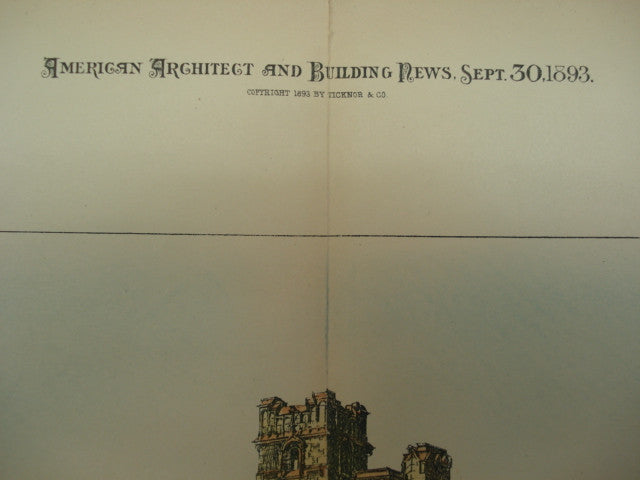 American Architect and Building News, Sept. 30, 1893.
COPYRIGHT 1893 BY TICKNOR & CO.